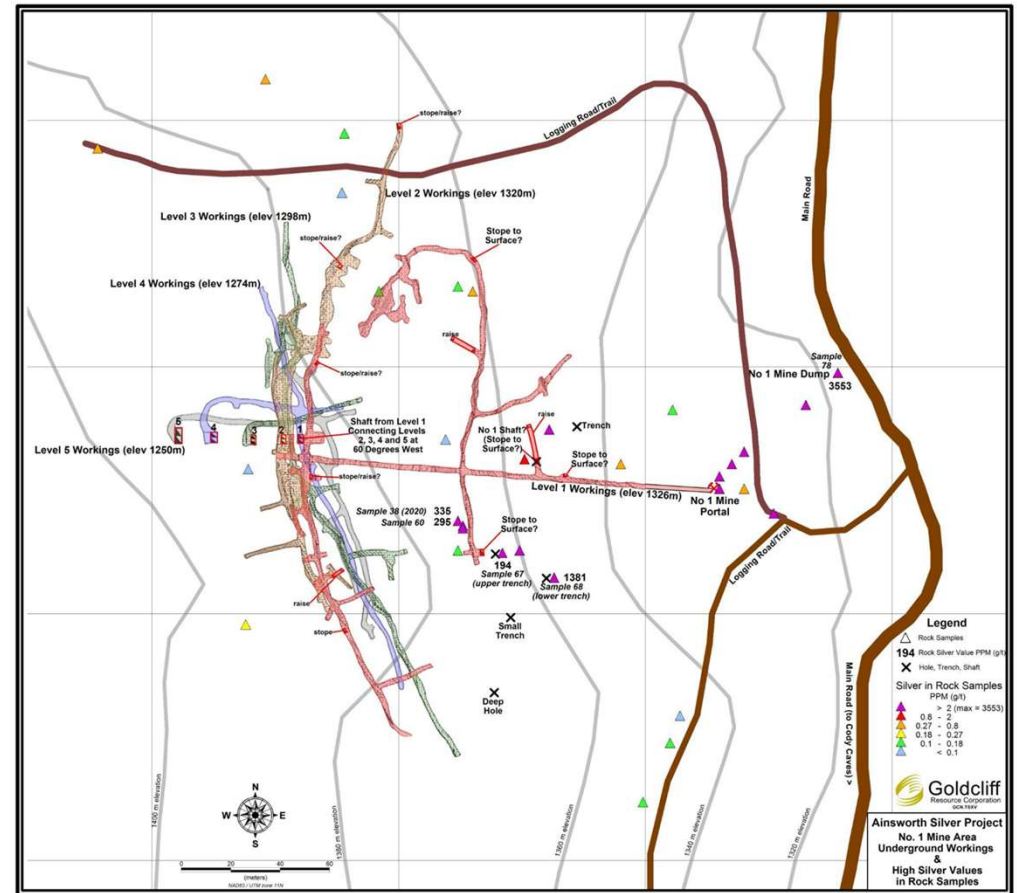 stope/raise?
Logging Road/Trail
Main Road
Level 2 Workings (elev 1320m)
Level 3 Workings (elev 1298m)
stope/raise?
Stope to
Surface?
Level 4 Workings (elev 1274m)
raise
stope/raise?
Sample
78
No 1 Mine Dump
3553
5
4
3
2
1
Shaft from Level 1
Connecting Levels
2, 3, 4 and 5 at
60 Degrees West
raise
No 1 Shaft?
(Stope to
Surface?)
Trench
Level 5 Workings (elev 1250m)
Stope to
Surface?
stope/raise?
Level 1 Workings (elev 1326m)
No 1 Mine
Portal
Sample 38 (2020) 335
Sample 60 295
Stope to
Surface?
194
Sample 67
(upper trench)
1381
Sample 68
(lower trench)
Logging Road/Trail
raise
Small
Trench
stope
Deep
Hole
Main Road (to Cody Caves) >
1400 m elevation
1380 m elevation
1360 m elevation
1340 m elevation
1320 m elevation
Legend
Rock Samples
194 Rock Silver Value PPM (g/t)
Hole, Trench, Shaft
Silver in Rock Samples
PPM (g/t)
> 2 (max = 3553)
0.8 - 2
0.27 - 0.8
0.18 - 0.27
0.1 - 0.18
< 0.1
N
W E
S
0 20 40 60
(meters)
NAD83 / UTM zone 11N
Goldcliff
Resource Corporation
GCN.TSXV
Ainsworth Silver Project
No. 1 Mine Area
Underground Workings
&
High Silver Values
in Rock Samples